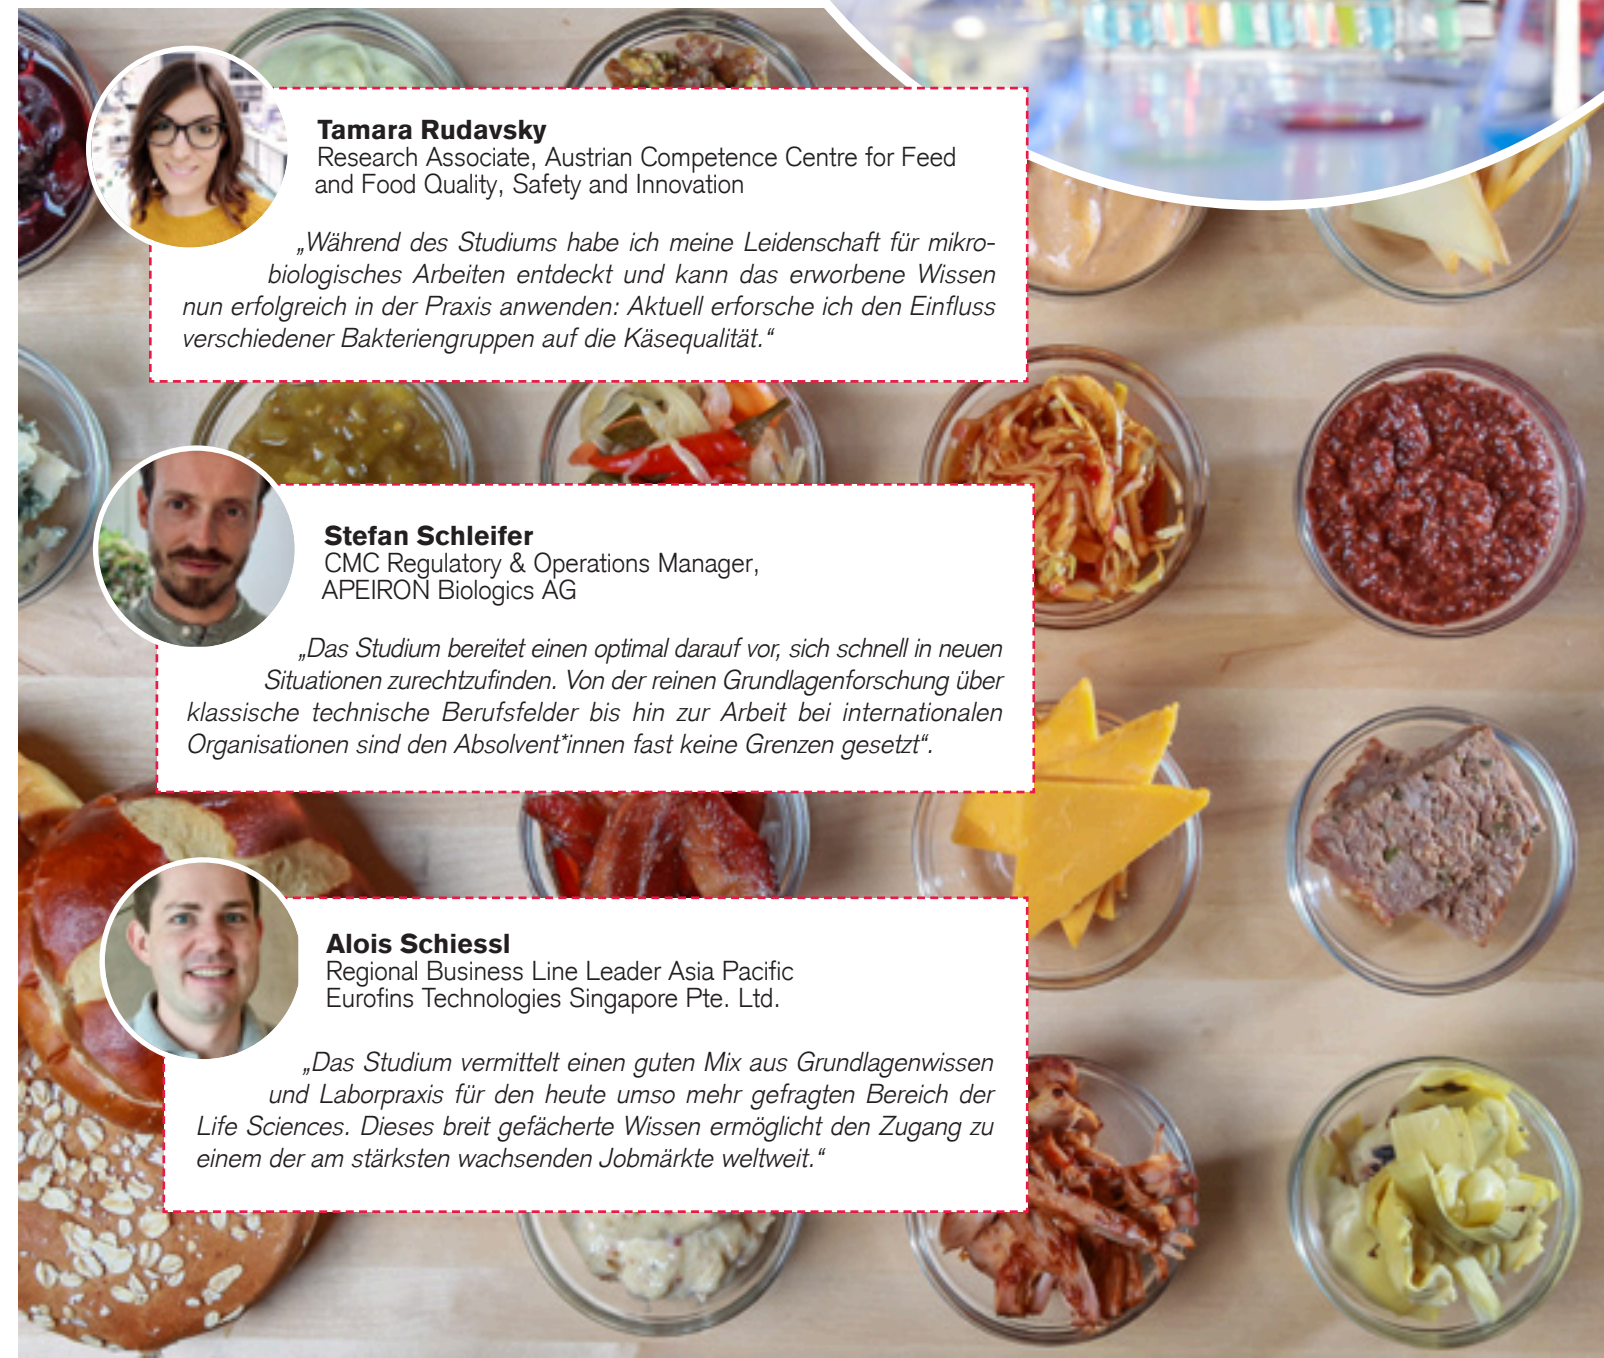 Tamara Rudavsky
Research Associate, Austrian Competence Centre for Feed
and Food Quality, Safety and Innovation
„Während des Studiums habe ich meine Leidenschaft für mikro-
biologisches Arbeiten entdeckt und kann das erworbene Wissen
nun erfolgreich in der Praxis anwenden: Aktuell erforsche ich den Einfluss
verschiedener Bakteriengruppen auf die Käsequalität.“
Stefan Schleifer
CMC Regulatory & Operations Manager,
APEIRON Biologics AG
„Das Studium bereitet einen optimal darauf vor, sich schnell in neuen
Situationen zurechtzufinden. Von der reinen Grundlagenforschung über
klassische technische Berufsfelder bis hin zur Arbeit bei internationalen
Organisationen sind den Absolvent*innen fast keine Grenzen gesetzt“.
Alois Schiessl
Regional Business Line Leader Asia Pacific
Eurofins Technologies Singapore Pte. Ltd.
„Das Studium vermittelt einen guten Mix aus Grundlagenwissen
und Laborpraxis für den heute umso mehr gefragten Bereich der
Life Sciences. Dieses breit gefächerte Wissen ermöglicht den Zugang zu
einem der am stärksten wachsenden Jobmärkte weltweit.“